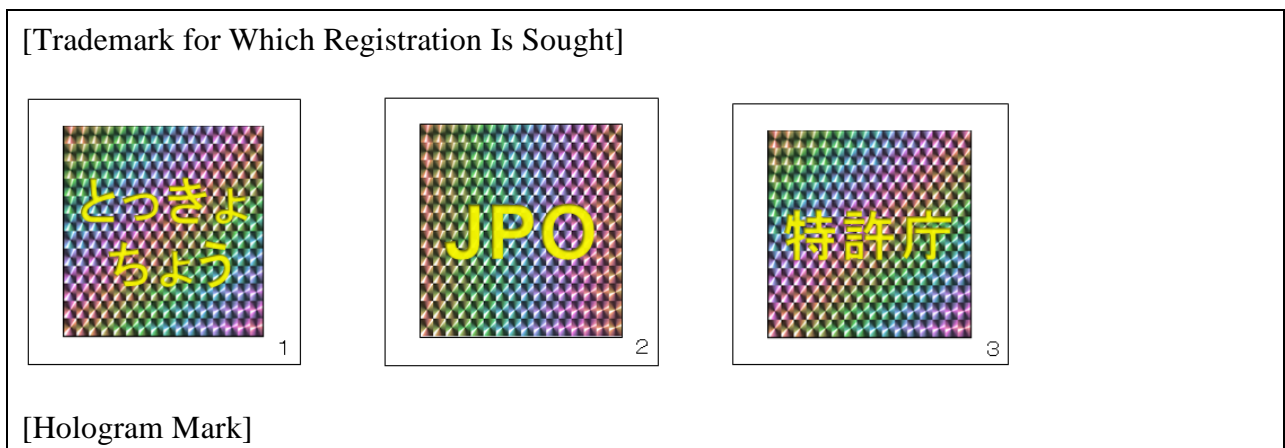 [Trademark for Which Registration Is Sought]
とっきょ
ちょう
1
JPO
2
特許庁
3
[Hologram Mark]